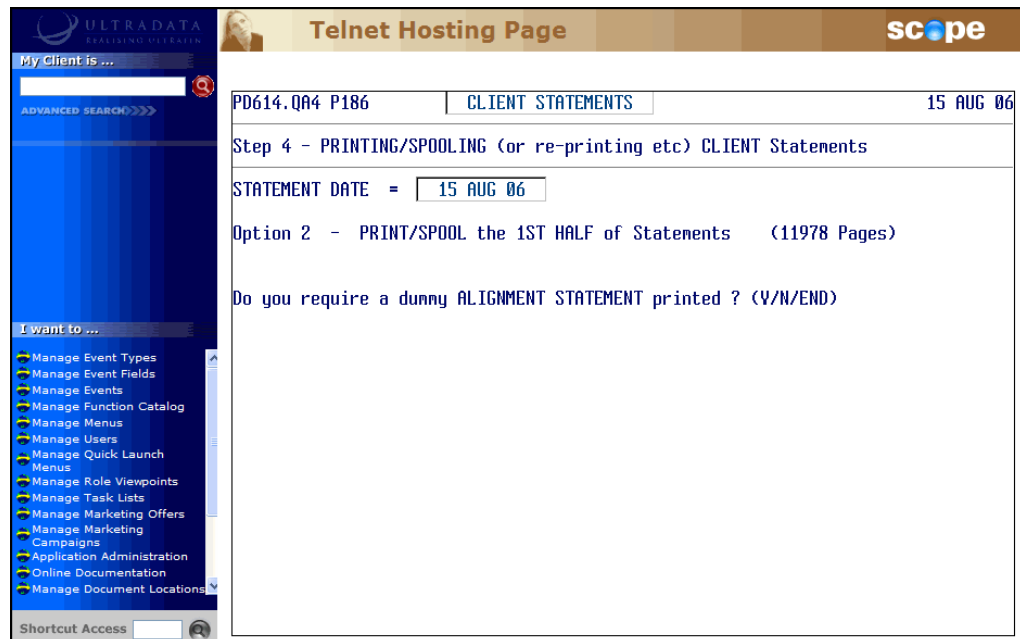 ULTRADATA
REALISING ULTRAIIN
Telnet Hosting Page
scope
My Client is ...
ADVANCED SEARCH
PD614.QA4 P186
CLIENT STATEMENTS
15 AUG 06
Step 4 - PRINTING/SPOOLING (or re-printing etc) CLIENT Statements
STATEMENT DATE = 15 AUG 06
Option 2 - PRINT/SPOOL the 1ST HALF of Statements (11978 Pages)
Do you require a dummy ALIGNMENT STATEMENT printed ? (Y/N/END)
I want to ...
Manage Event Types
Manage Event Fields
Manage Events
Manage Function Catalog
Manage Menus
Manage Users
Manage Quick Launch
Menus
Manage Role Viewpoints
Manage Task Lists
Manage Marketing Offers
Manage Marketing
Campaigns
Application Administration
Online Documentation
Manage Document Locations
Shortcut Access